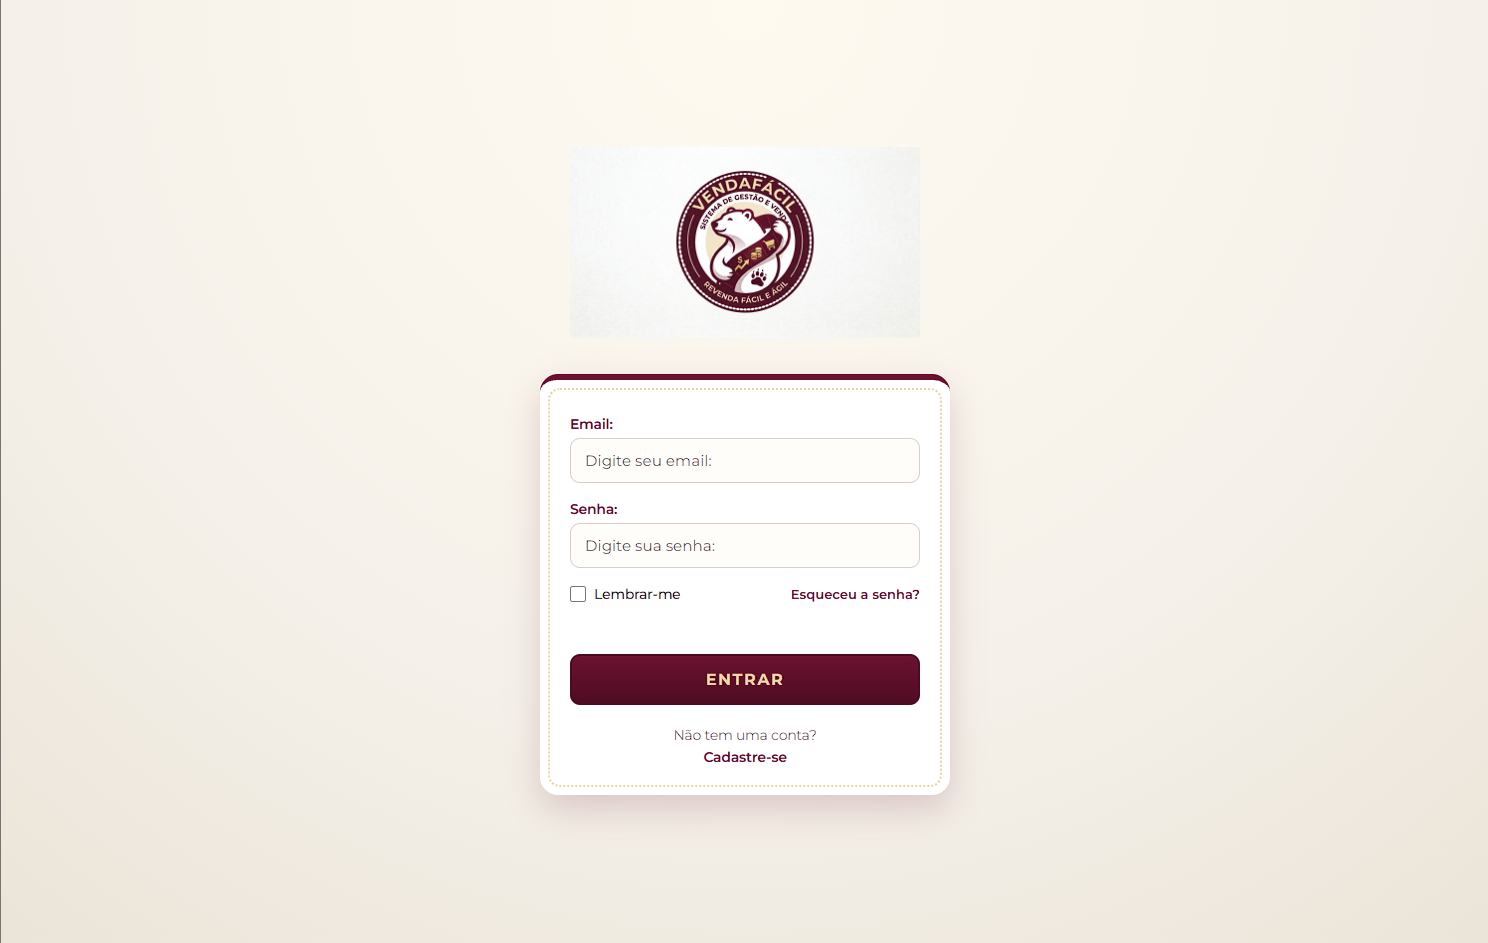 VENDAFÁCIL
SISTEMA DE GESTÃO E
$
REVENDA FÁCIL E ÁGIL
Email:
Digite seu email:
Senha:
Digite sua senha:
Lembrar-me
Esqueceu a senha?
ENTRAR
Não tem uma conta?
Cadastre-se